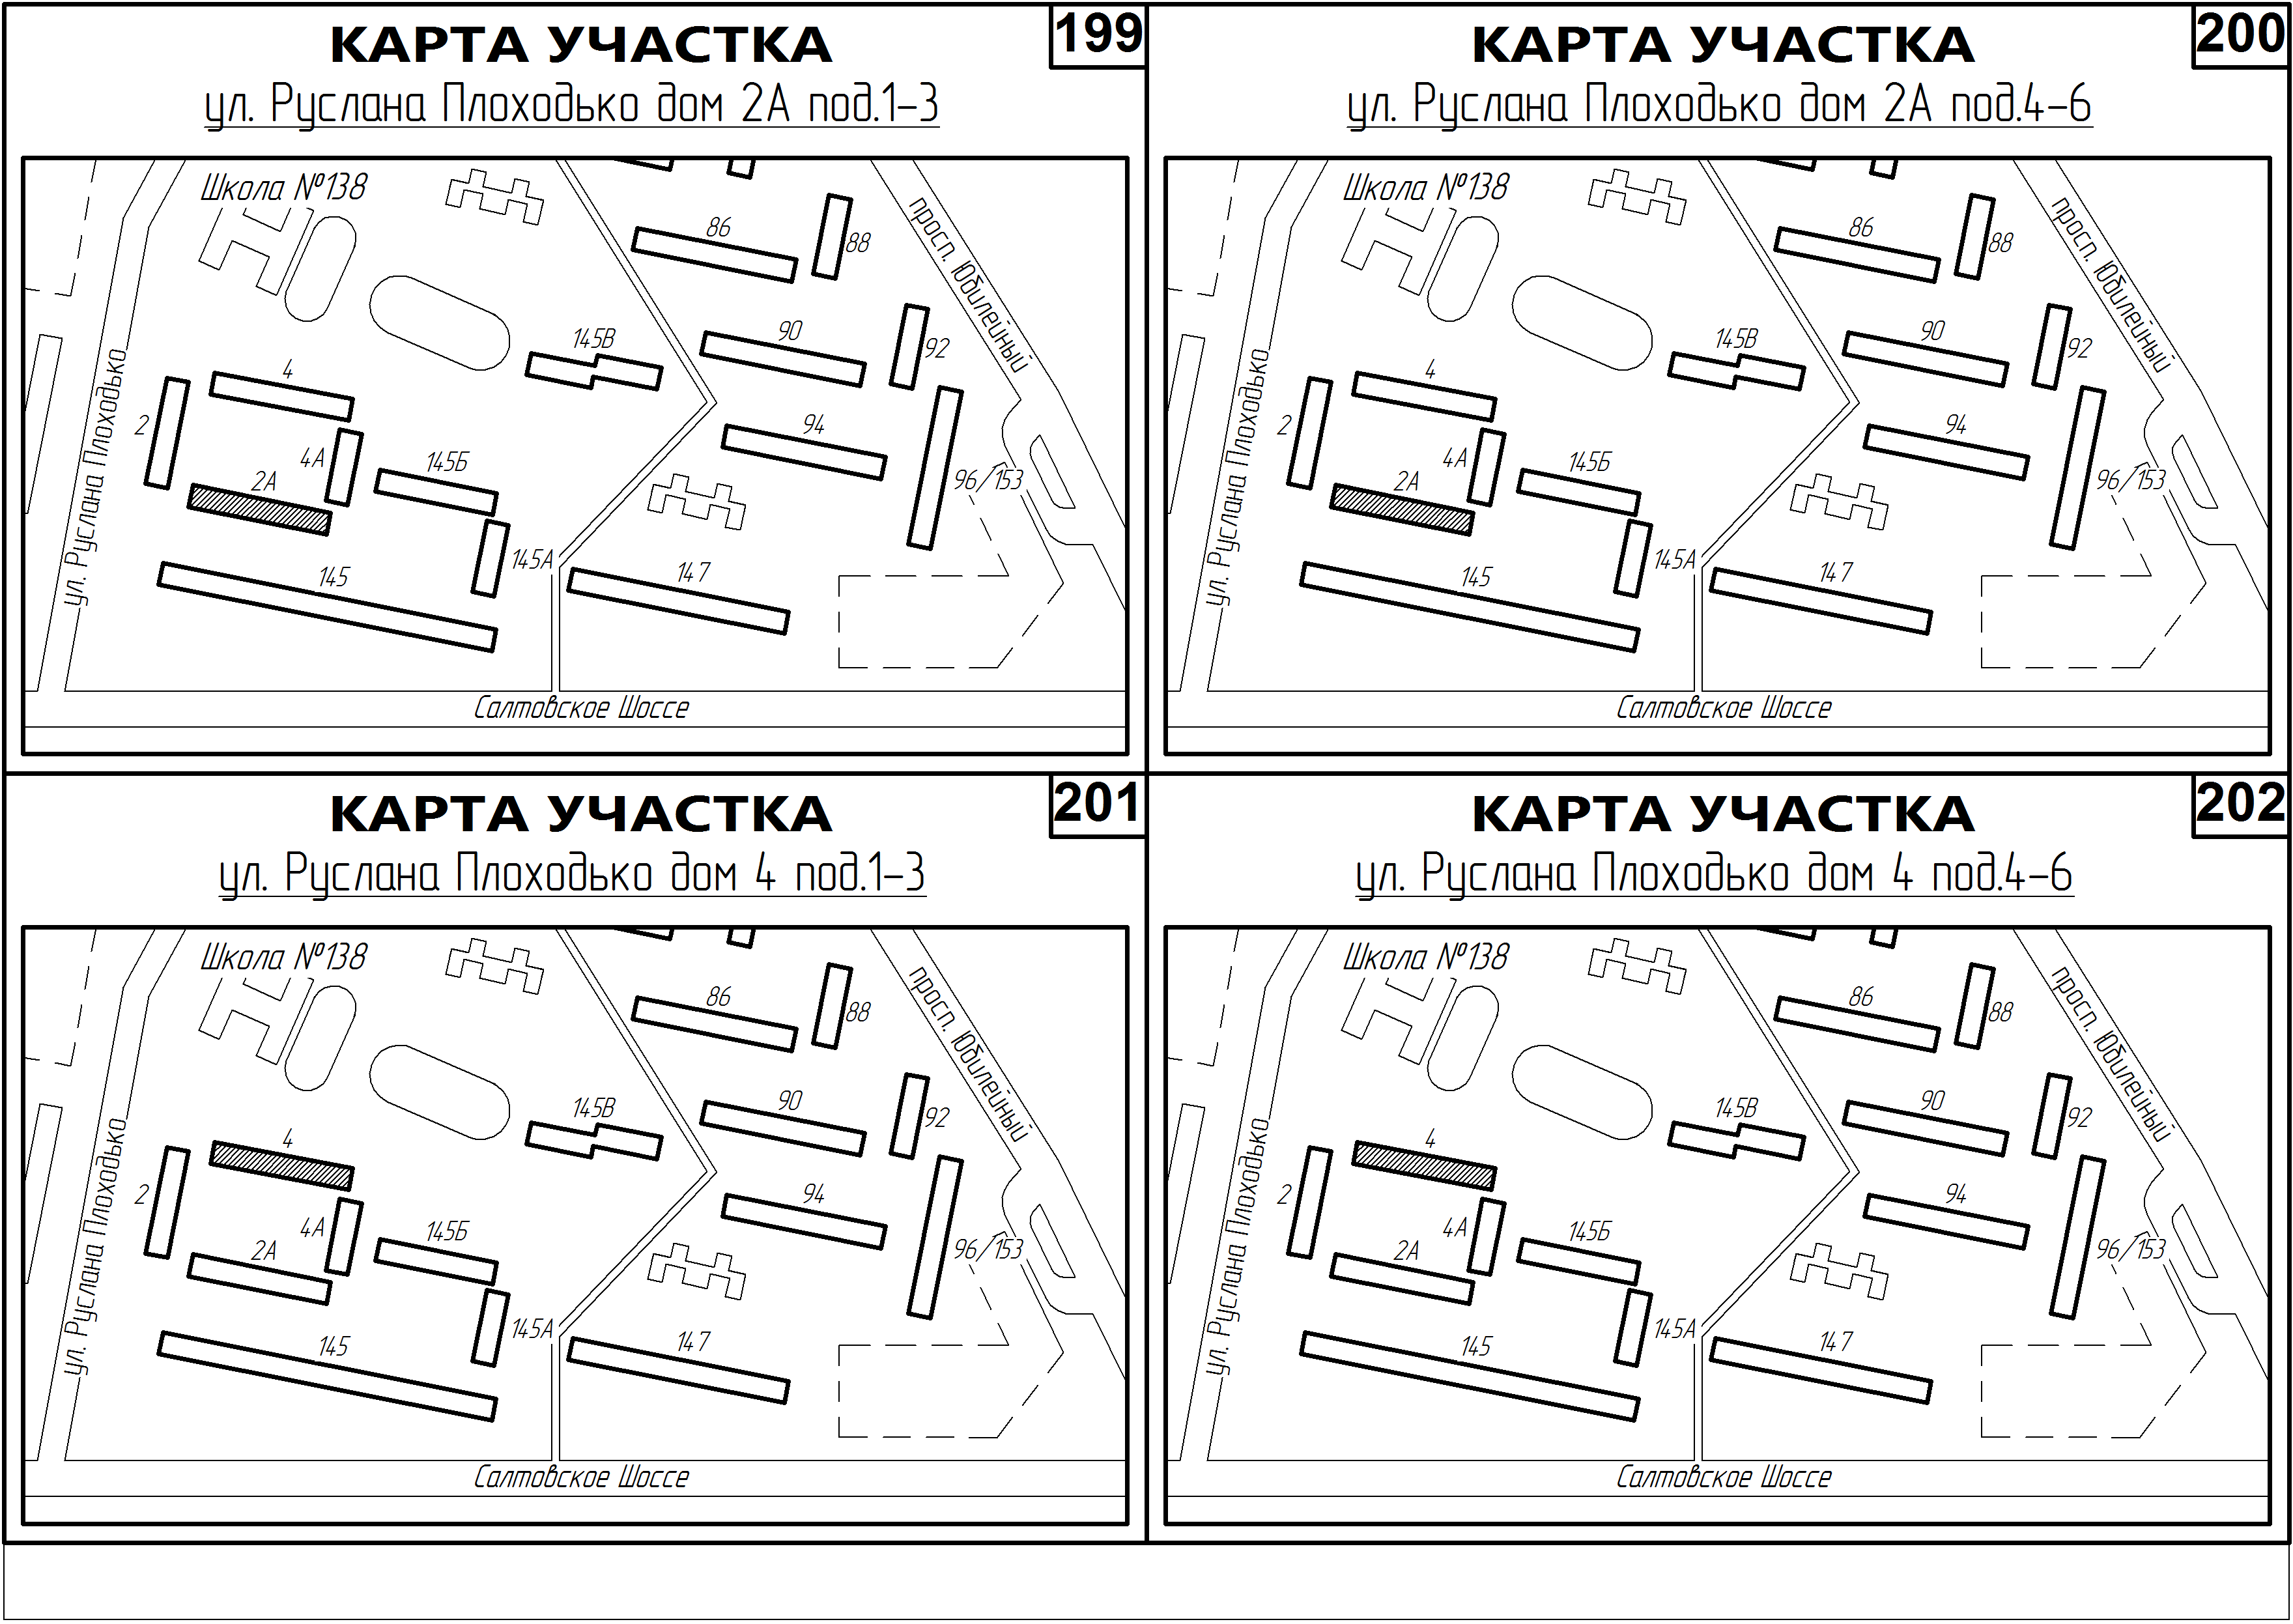 КАРТА УЧАСТКА
199
ул. Руслана Плоходько дом 2А под.1-3
Школа №138
86
88
просп. Юбилейный
145В
90
92
4
2
94
4А
145Б
2А
96/153
ул. Руслана Плоходько
145А
145
147
Салтовское Шоссе
КАРТА УЧАСТКА
200
ул. Руслана Плоходько дом 2А под.4-6
Школа №138
86
88
просп. Юбилейный
145В
90
92
4
2
94
4А
145Б
2А
96/153
ул. Руслана Плоходько
145А
145
147
Салтовское Шоссе
КАРТА УЧАСТКА
201
ул. Руслана Плоходько дом 4 под.1-3
Школа №138
86
88
просп. Юбилейный
145В
90
92
4
2
94
4А
145Б
2А
96/153
ул. Руслана Плоходько
145А
145
147
Салтовское Шоссе
КАРТА УЧАСТКА
202
ул. Руслана Плоходько дом 4 под.4-6
Школа №138
86
88
просп. Юбилейный
145В
90
92
4
2
94
4А
145Б
2А
96/153
ул. Руслана Плоходько
145А
145
147
Салтовское Шоссе